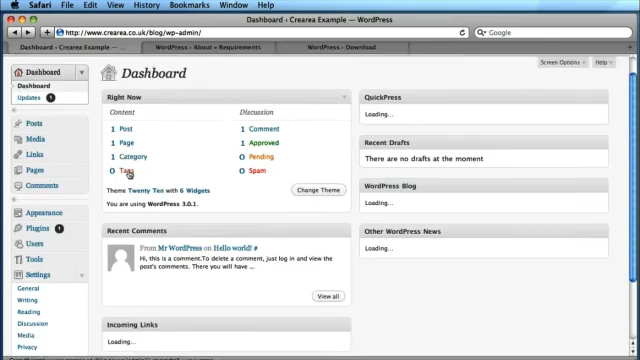 Safari File Edit View History Bookmarks Window Help
Dashboard ‹ Crearea Example — WordPress
http://www.crearea.co.uk/blog/wp-admin/
Google
Dashboard ‹ Crearea Example — ...
WordPress › About » Requirements
WordPress › Download
Screen Options
Help
Dashboard
Dashboard
Updates 1
Posts
Media
Links
Pages
Comments
Appearance
Plugins 1
Users
Tools
Settings
General
Writing
Reading
Discussion
Media
Privacy
Dashboard
Right Now
Content
Discussion
1 Post
1 Comment
1 Page
1 Approved
1 Category
0 Pending
0 Tags
0 Spam
Theme Twenty Ten with 6 Widgets
Change Theme
You are using WordPress 3.0.1.
Recent Comments
From Mr WordPress on Hello world! #
Hi, this is a comment.To delete a comment, just log in and view the
post's comments. There you will have ...
View all
Incoming Links
Loading...
QuickPress
Loading...
Recent Drafts
There are no drafts at the moment
WordPress Blog
Loading...
Other WordPress News
Loading...